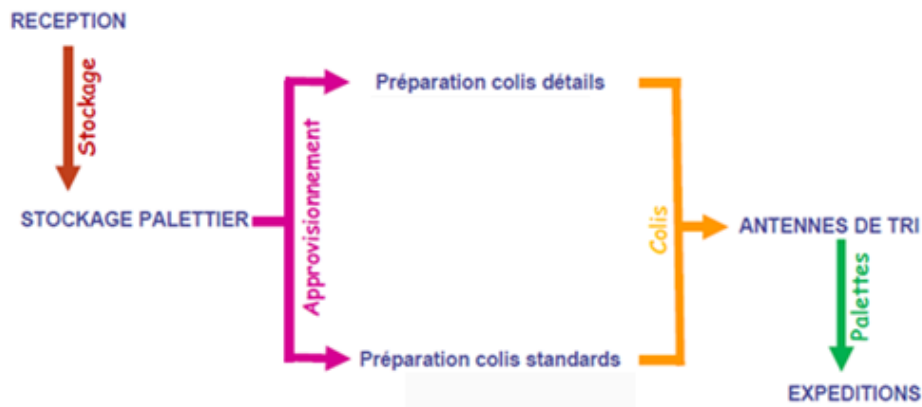 RECEPTION
Stockage
STOCKAGE PALETTIER
Approvisionnement
Préparation colis détails
Préparation colis standards
Colis
ANTENNES DE TRI
Palettes
EXPEDITIONS